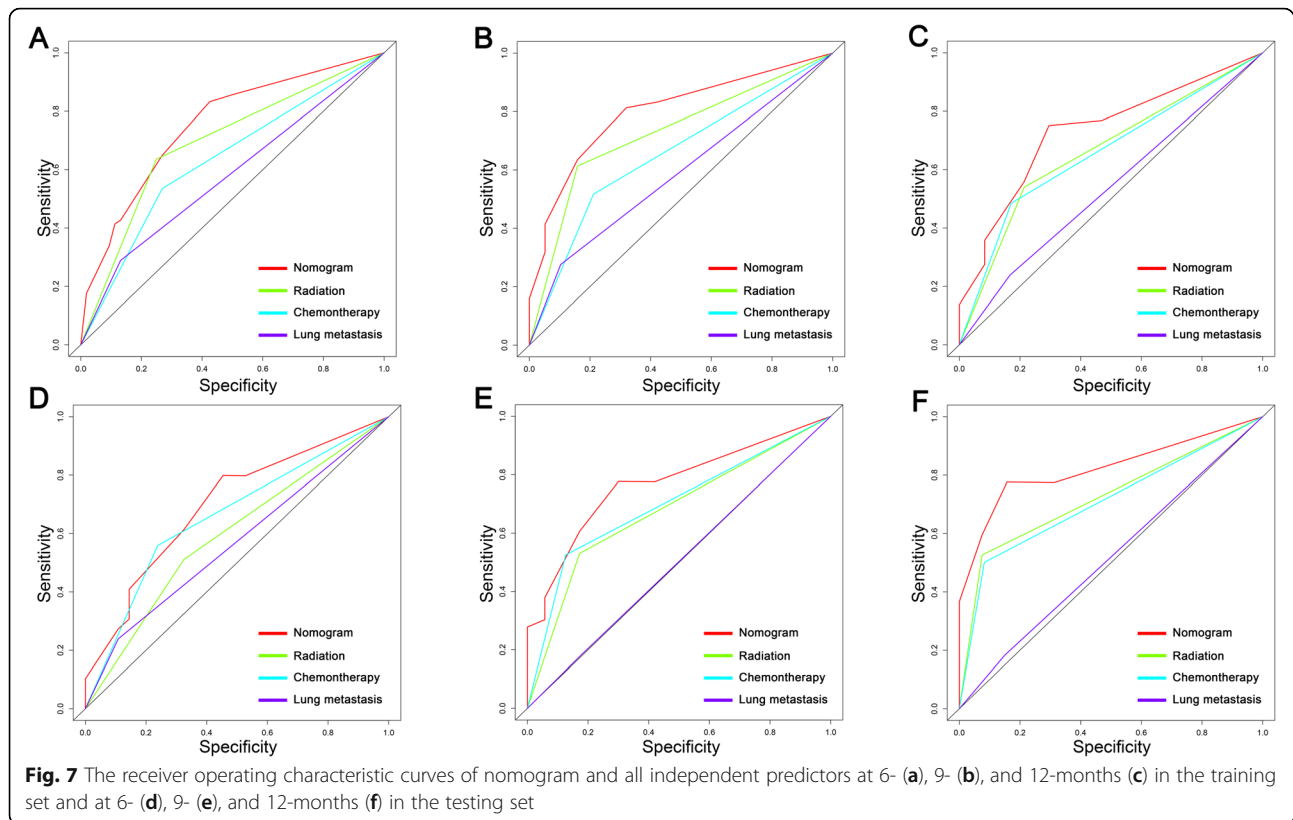 A
1.0
0.8
0.6
0.4
0.2
0.0
Sensitivity
Nomogram
Radiation
Chemontherapy
Lung metastasis
0.0 0.2 0.4 0.6 0.8 1.0
Specificity
B
1.0
0.8
0.6
0.4
0.2
0.0
Sensitivity
Nomogram
Radiation
Chemontherapy
Lung metastasis
0.0 0.2 0.4 0.6 0.8 1.0
Specificity
C
1.0
0.8
0.6
0.4
0.2
0.0
Sensitivity
Nomogram
Radiation
Chemontherapy
Lung metastasis
0.0 0.2 0.4 0.6 0.8 1.0
Specificity
D
1.0
0.8
0.6
0.4
0.2
0.0
Sensitivity
Nomogram
Radiation
Chemontherapy
Lung metastasis
0.0 0.2 0.4 0.6 0.8 1.0
Specificity
E
1.0
0.8
0.6
0.4
0.2
0.0
Sensitivity
Nomogram
Radiation
Chemontherapy
Lung metastasis
0.0 0.2 0.4 0.6 0.8 1.0
Specificity
F
1.0
0.8
0.6
0.4
0.2
0.0
Sensitivity
Nomogram
Radiation
Chemontherapy
Lung metastasis
0.0 0.2 0.4 0.6 0.8 1.0
Specificity
Fig. 7 The receiver operating characteristic curves of nomogram and all independent predictors at 6- (a), 9- (b), and 12-months (c) in the training
set and at 6- (d), 9- (e), and 12-months (f) in the testing set